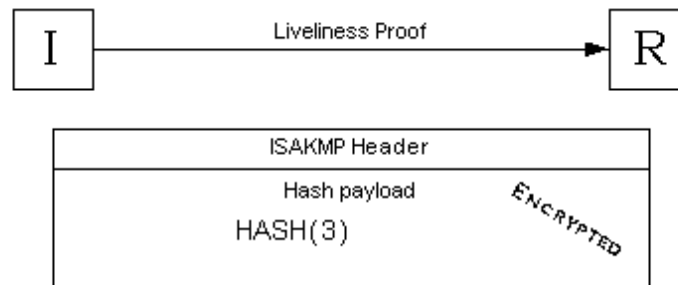 I
Liveliness Proof
R
ISAKMP Header
Hash payload
ENCRYPTED
HASH(3)